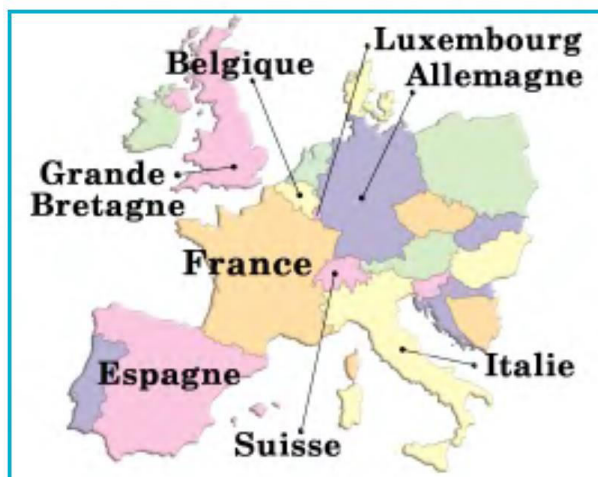 Luxembourg
Belgique
Allemagne
Grande
Bretagne
France
Espagne
Italie
Suisse